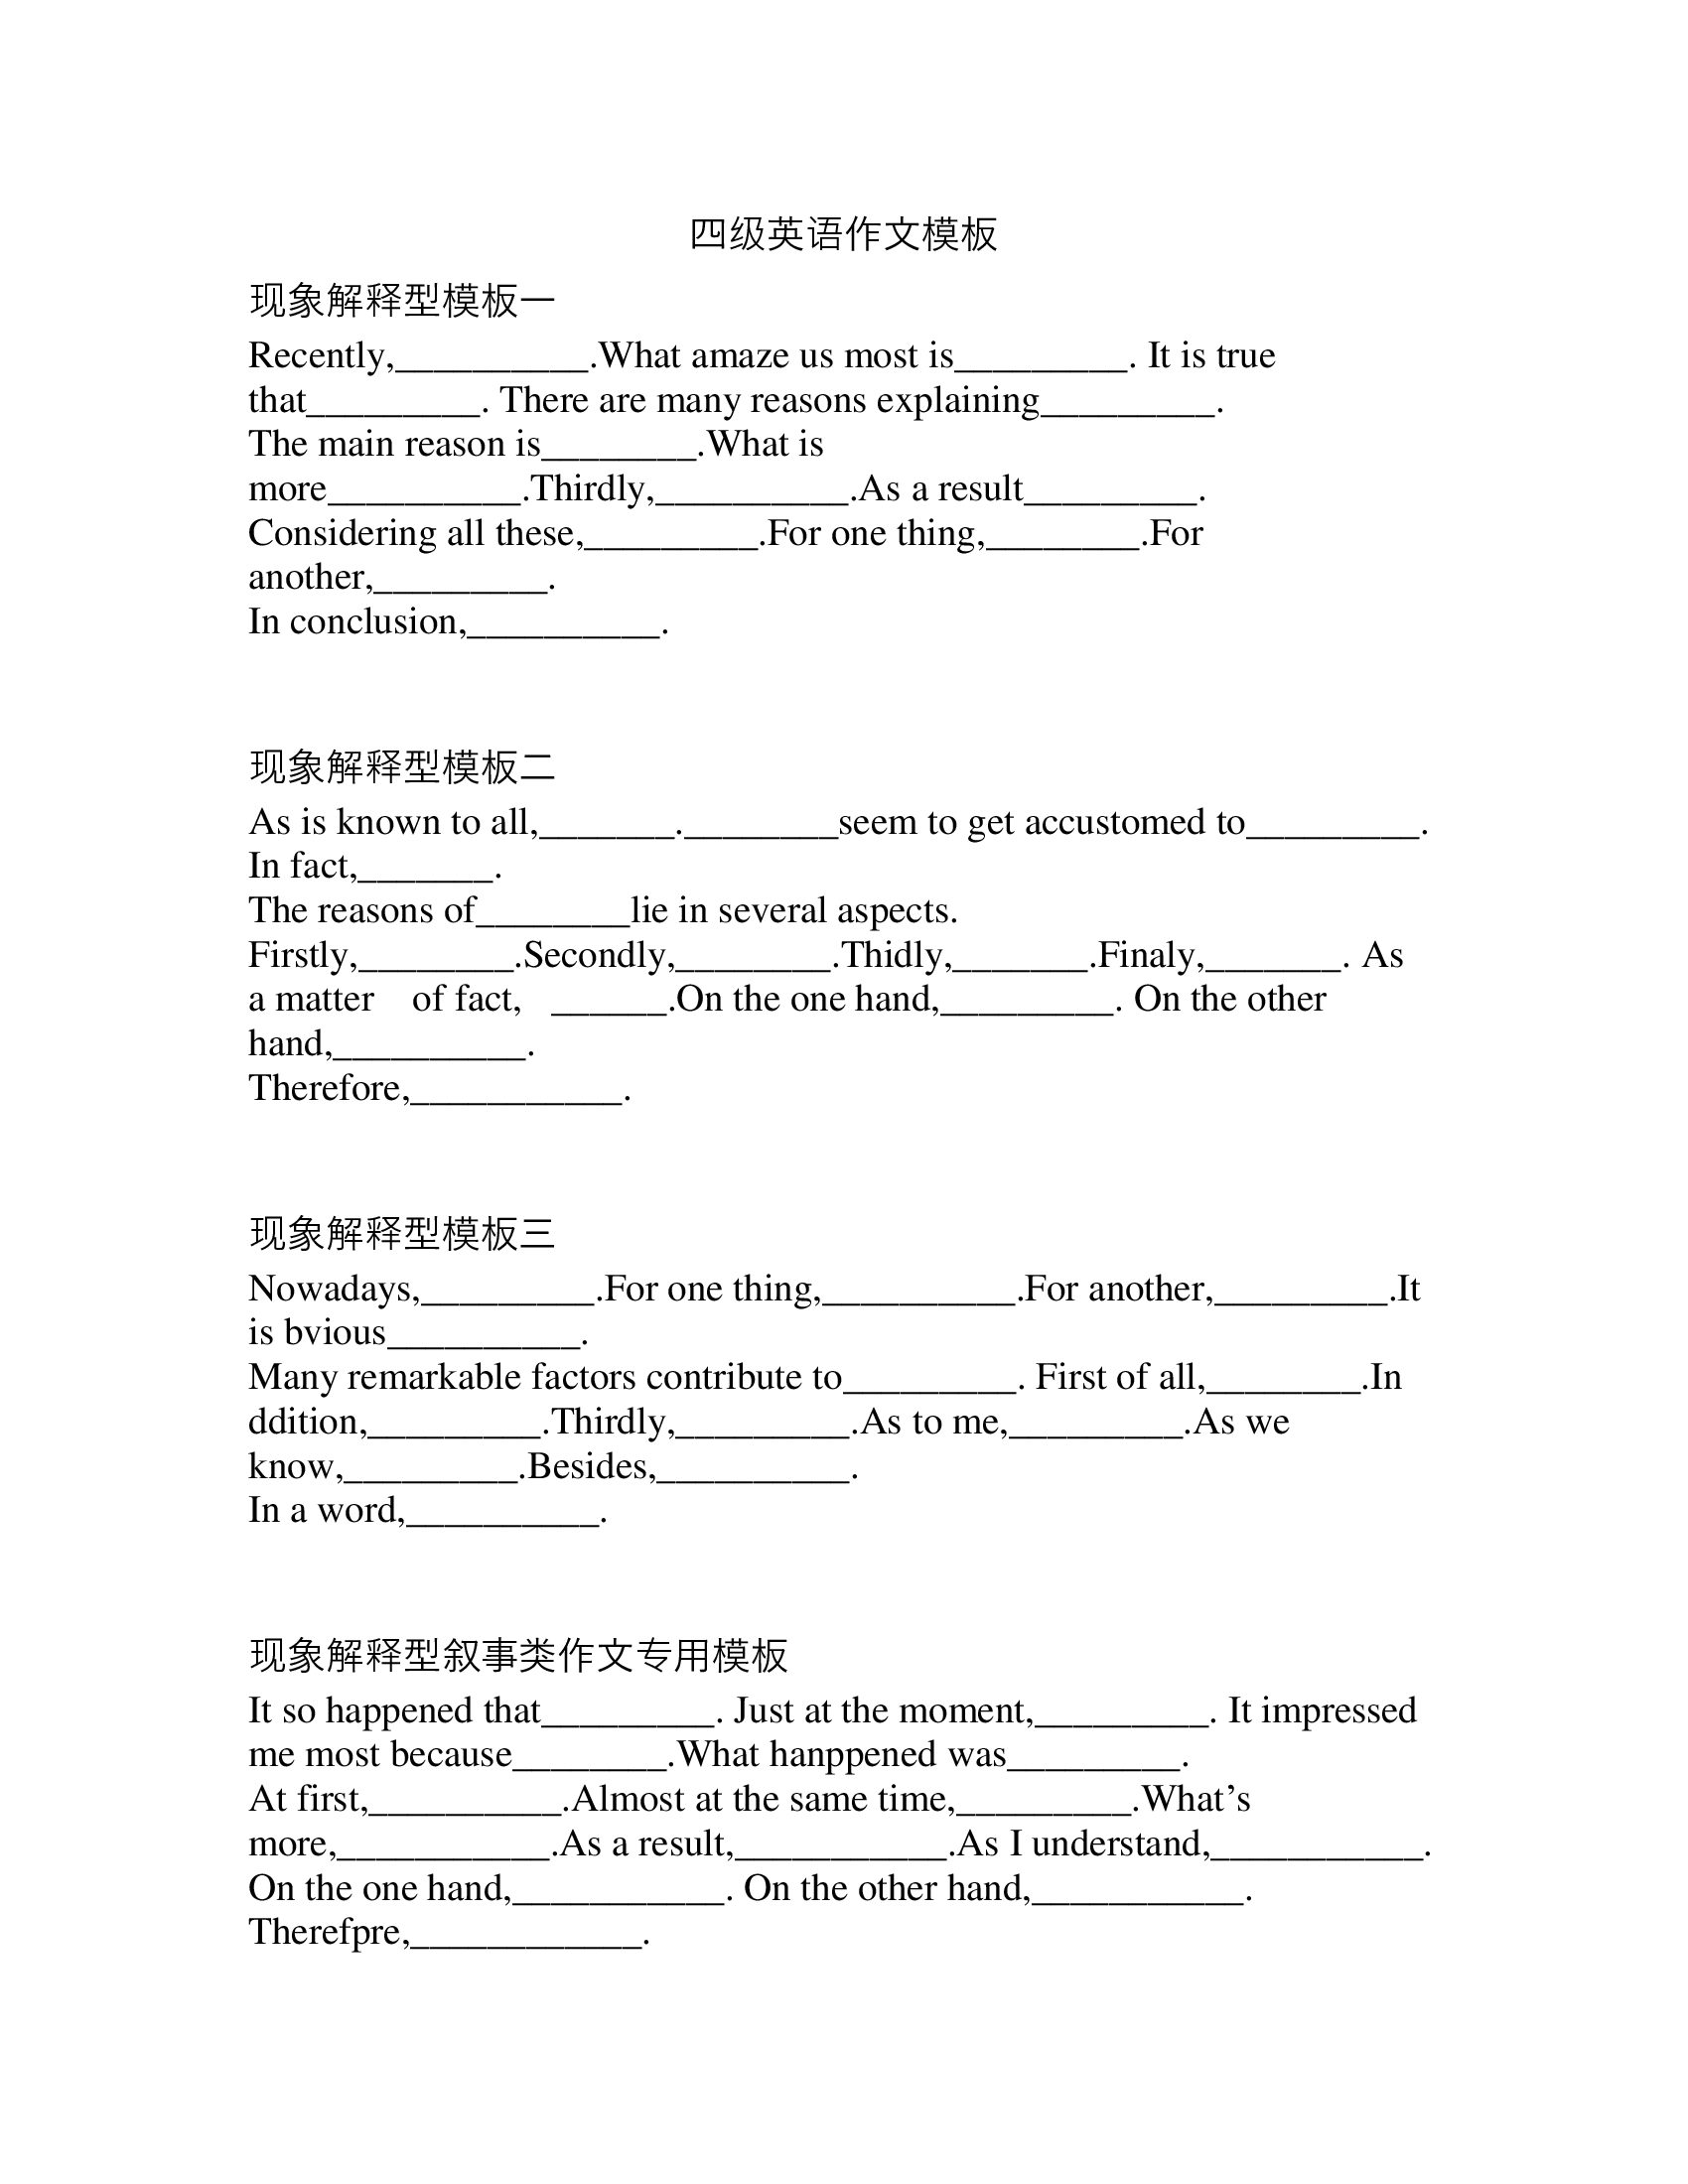 四级英语作文模板
现象解释型模板一
Recently,__________.What amaze us most is_________. It is true
that_________. There are many reasons explaining_________.
The main reason is________.What is
more__________.Thirdly,__________.As a result_________.
Considering all these,_________.For one thing,________.For
another,_________.
In conclusion,__________.
现象解释型模板二
As is known to all,_______.________seem to get accustomed to_________.
In fact,_______.
The reasons of________lie in several aspects.
Firstly,________.Secondly,________.Thidly,_______.Finaly,_______. As
a matter    of fact,   ______.On the one hand,_________. On the other
hand,__________.
Therefore,___________.
现象解释型模板三
Nowadays,_________.For one thing,__________.For another,_________.It
is bvious__________.
Many remarkable factors contribute to_________. First of all,________.In
ddition,_________.Thirdly,_________.As to me,_________.As we
know,_________.Besides,__________.
In a word,__________.
现象解释型叙事类作文专用模板
It so happened that_________. Just at the moment,_________. It impressed
me most because________.What hanppened was_________.
At first,__________.Almost at the same time,_________.What’s
more,___________.As a result,___________.As I understand,___________.
On the one hand,___________. On the other hand,___________.
Therefpre,____________.